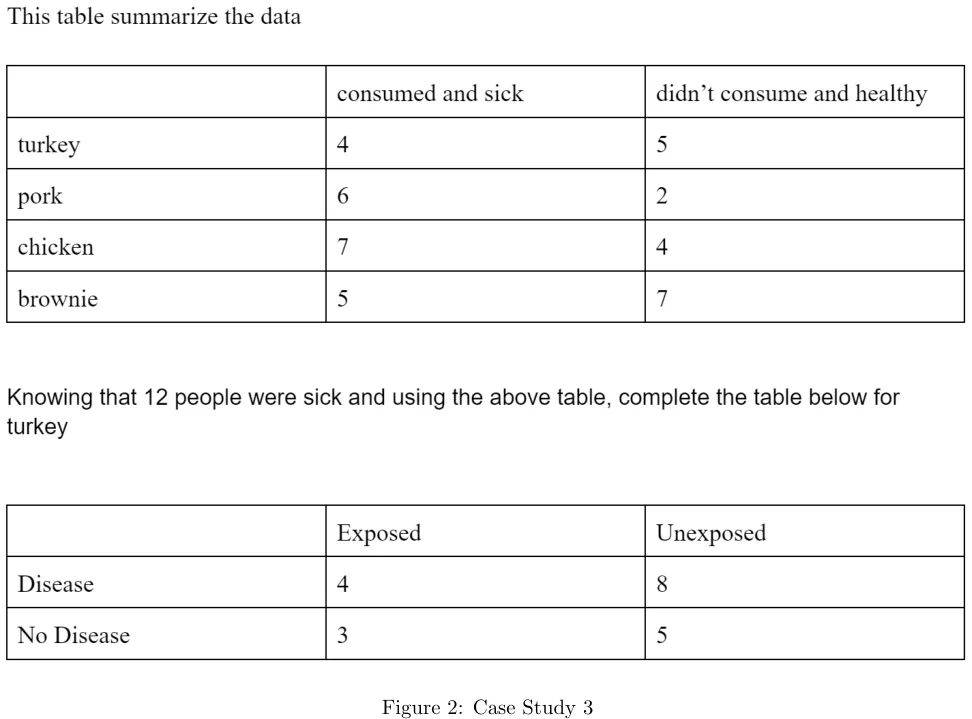 This table summarize the data
consumed and sick didn't consume and healthy
turkey 4 5
pork 6 2
chicken 7 4
brownie 5 7
Knowing that 12 people were sick and using the above table, complete the table below for
turkey
Exposed Unexposed
Disease 4 8
No Disease 3 5
Figure 2: Case Study 3